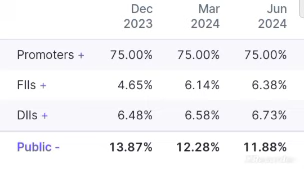 Dec 2023 Mar 2024 Jun 2024
Promoters + 75.00% 75.00% 75.00%
FIIs + 4.65% 6.14% 6.38%
DIIs + 6.48% 6.58% 6.73%
Public - 13.87% 12.28% 11.88%